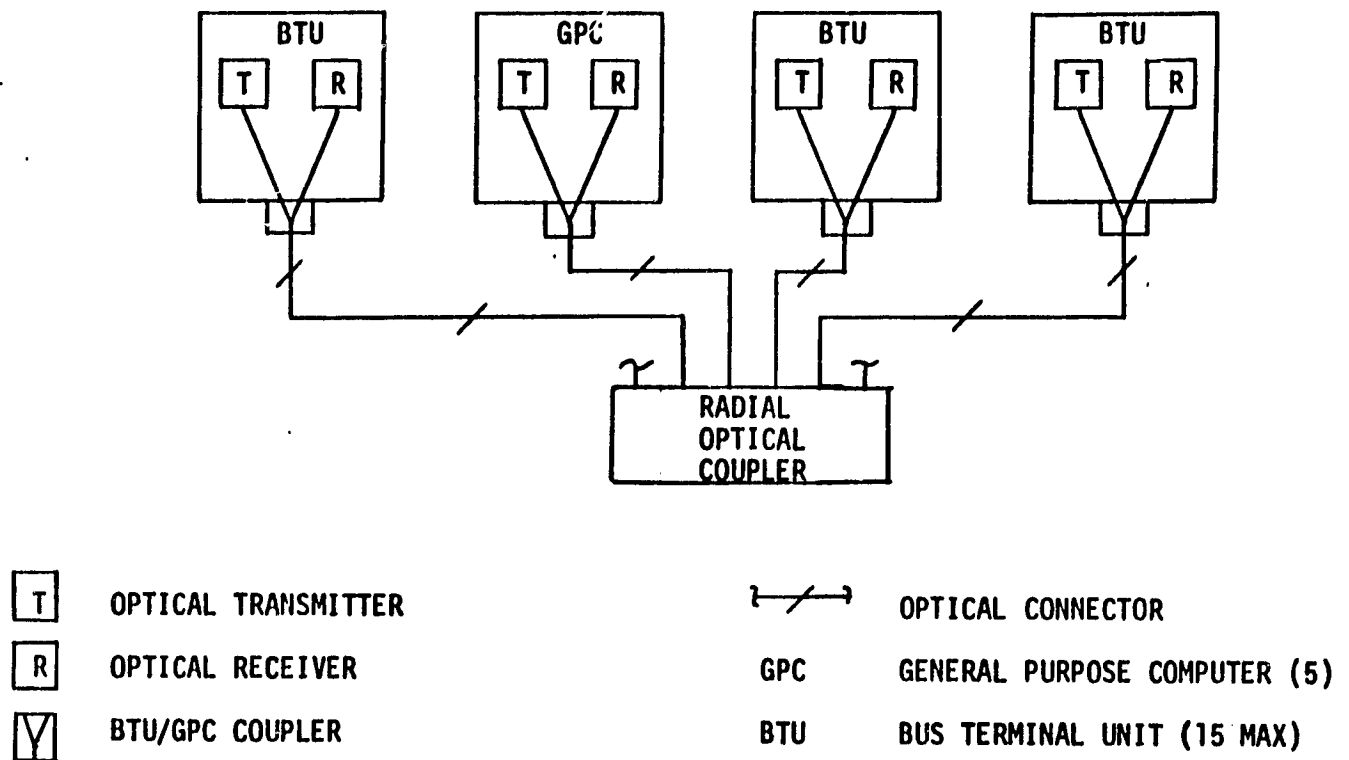 BTU GPC BTU BTU
T R T R T R T R
RADIAL
OPTICAL
COUPLER
T OPTICAL TRANSMITTER
R OPTICAL RECEIVER
BTU/GPC COUPLER
OPTICAL CONNECTOR
GPC GENERAL PURPOSE COMPUTER (5)
BTU BUS TERMINAL UNIT (15 MAX)